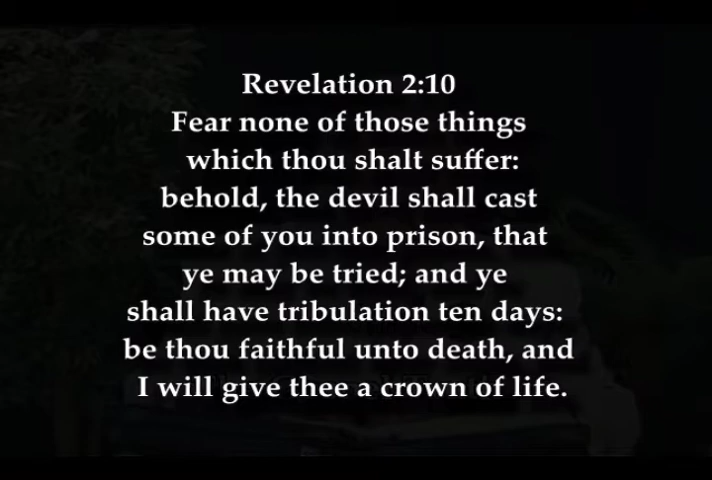 Revelation 2:10
Fear none of those things
which thou shalt suffer:
behold, the devil shall cast
some of you into prison, that
ye may be tried; and ye
shall have tribulation ten days:
be thou faithful unto death, and
I will give thee a crown of life.